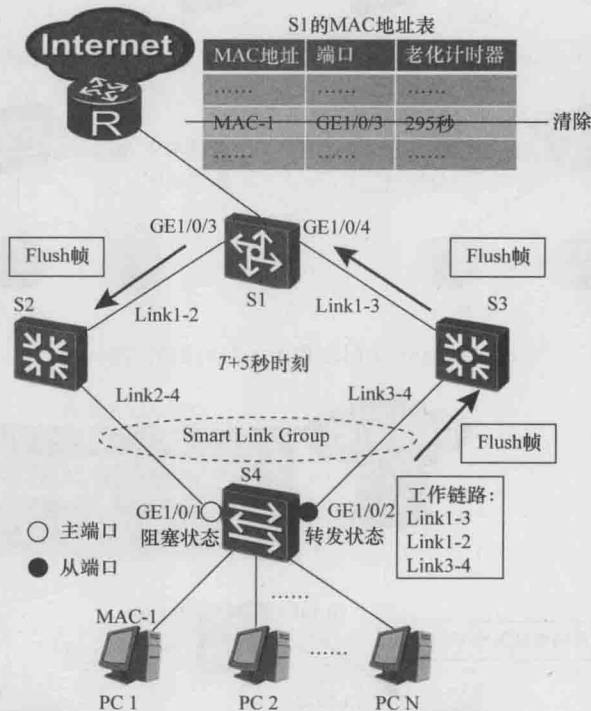 S1的MAC地址表
Internet
MAC地址 端口 老化计时器
…… …… ……
R
MAC-1 GE1/0/3 295秒
清除
…… …… ……
GE1/0/3
GE1/0/4
Flush帧
Flush帧
S2
S1
S3
Link1-2
Link1-3
T+5秒时刻
Link2-4
Link3-4
Smart Link Group
Flush帧
S4
GE1/0/1
GE1/0/2
主端口
阻塞状态
转发状态
从端口
工作链路：
Link1-3
Link1-2
Link3-4
……
MAC-1
……
PC 1
PC 2
PC N